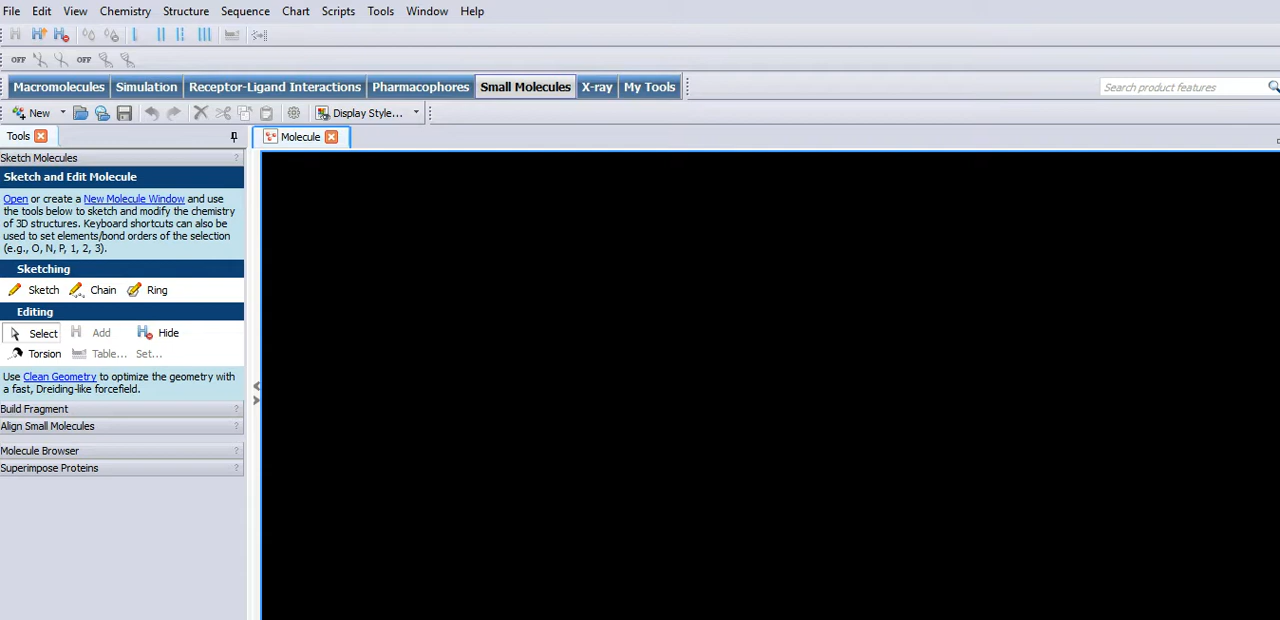 File Edit View Chemistry Structure Sequence Chart Scripts Tools Window Help
OFF OFF
Macromolecules Simulation Receptor-Ligand Interactions Pharmacophores Small Molecules X-ray My Tools Search product features
New Display Style...
Tools Molecule
Sketch Molecules ?
Sketch and Edit Molecule
Open or create a New Molecule Window and use
the tools below to sketch and modify the chemistry
of 3D structures. Keyboard shortcuts can also be
used to set elements/bond orders of the selection
(e.g., O, N, P, 1, 2, 3).
Sketching
Sketch Chain Ring
Editing
Select H Add H Hide
Torsion Table... Set...
Use Clean Geometry to optimize the geometry with
a fast, Dreiding-like forcefield.
Build Fragment ?
Align Small Molecules ?
Molecule Browser ?
Superimpose Proteins ?